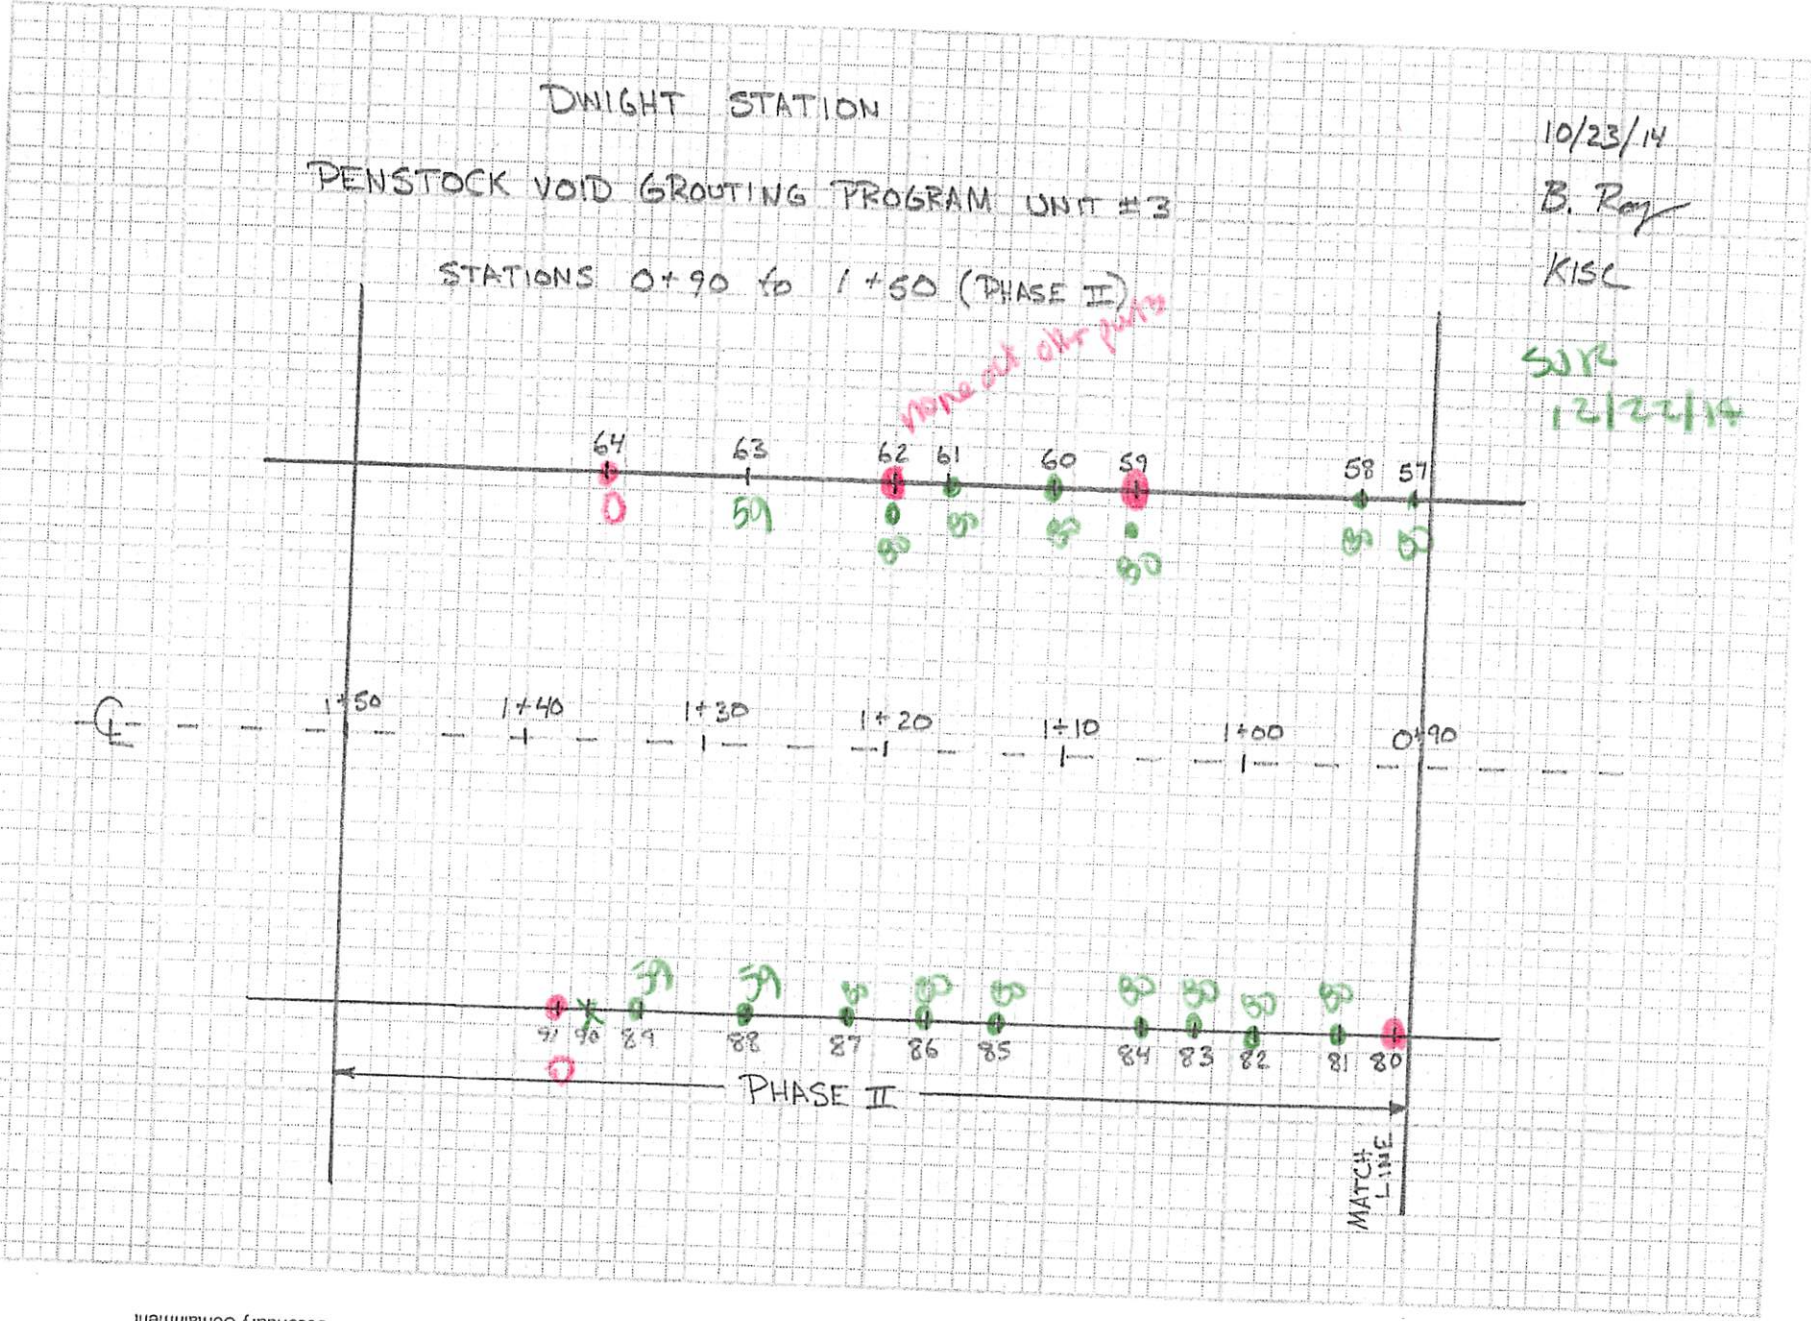 DWIGHT STATION
10/23/14
PENSTOCK VOID GROUTING PROGRAM UNIT #3
B. Roy
STATIONS 0+90 to 1+50 (PHASE II)
KISC
SJR
12/22/14
none out other ports
64 63 62 61 60 59 58 57
0 59 80 80 80 80 80 80
CL 1+50 1+40 1+30 1+20 1+10 1+00 0+90
59 59 80 80 80 80 80 80 80
91 90 89 88 87 86 85 84 83 82 81 80
0
PHASE II
MATCH
LINE